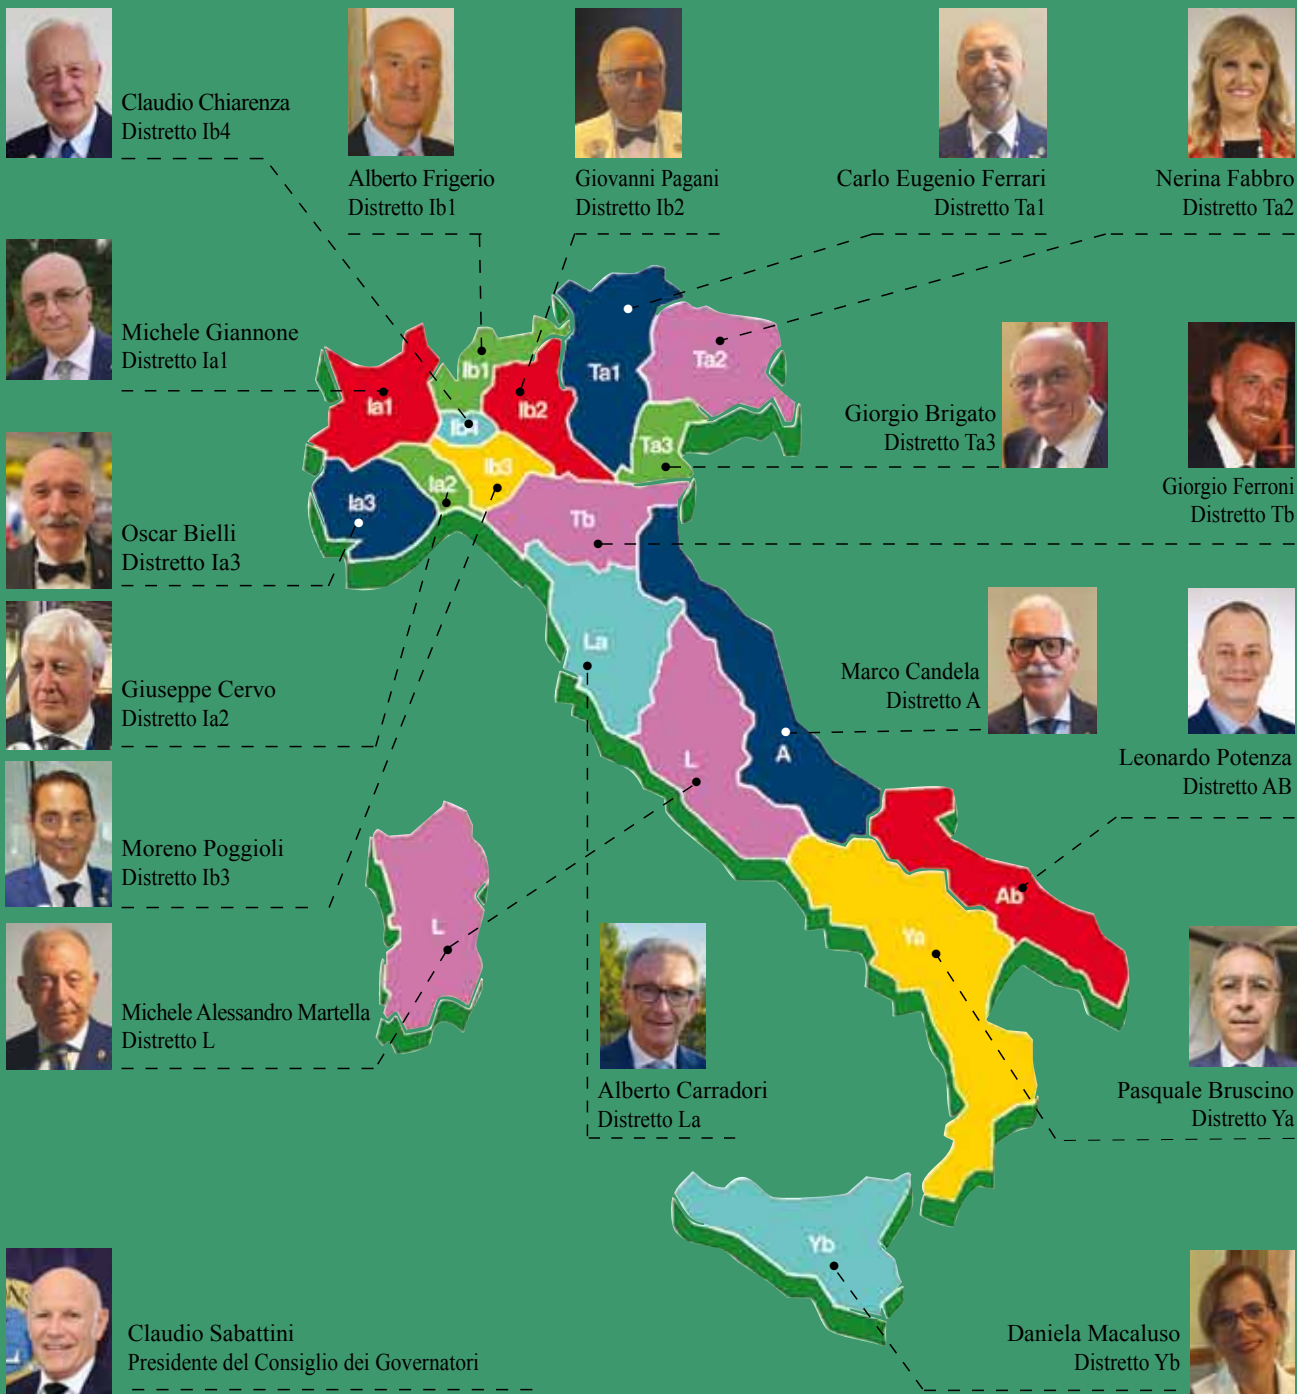 Claudio Chiarenza
Distretto Ib4
Alberto Frigerio
Distretto Ib1
Giovanni Pagani
Distretto Ib2
Carlo Eugenio Ferrari
Distretto Ta1
Nerina Fabbro
Distretto Ta2
Michele Giannone
Distretto Ia1
Giorgio Brigato
Distretto Ta3
Giorgio Ferroni
Distretto Tb
Oscar Bielli
Distretto Ia3
Giuseppe Cervo
Distretto Ia2
Marco Candela
Distretto A
Leonardo Potenza
Distretto AB
Moreno Poggioli
Distretto Ib3
Michele Alessandro Martella
Distretto L
Alberto Carradori
Distretto La
Pasquale Bruscino
Distretto Ya
Claudio Sabattini
Presidente del Consiglio dei Governatori
Daniela Macaluso
Distretto Yb
Ia1
Ib1
Ib2
Ta1
Ta2
Ib4
Ib3
Ta3
Ia2
Ia3
Tb
La
L
A
Ab
Ya
L
Yb